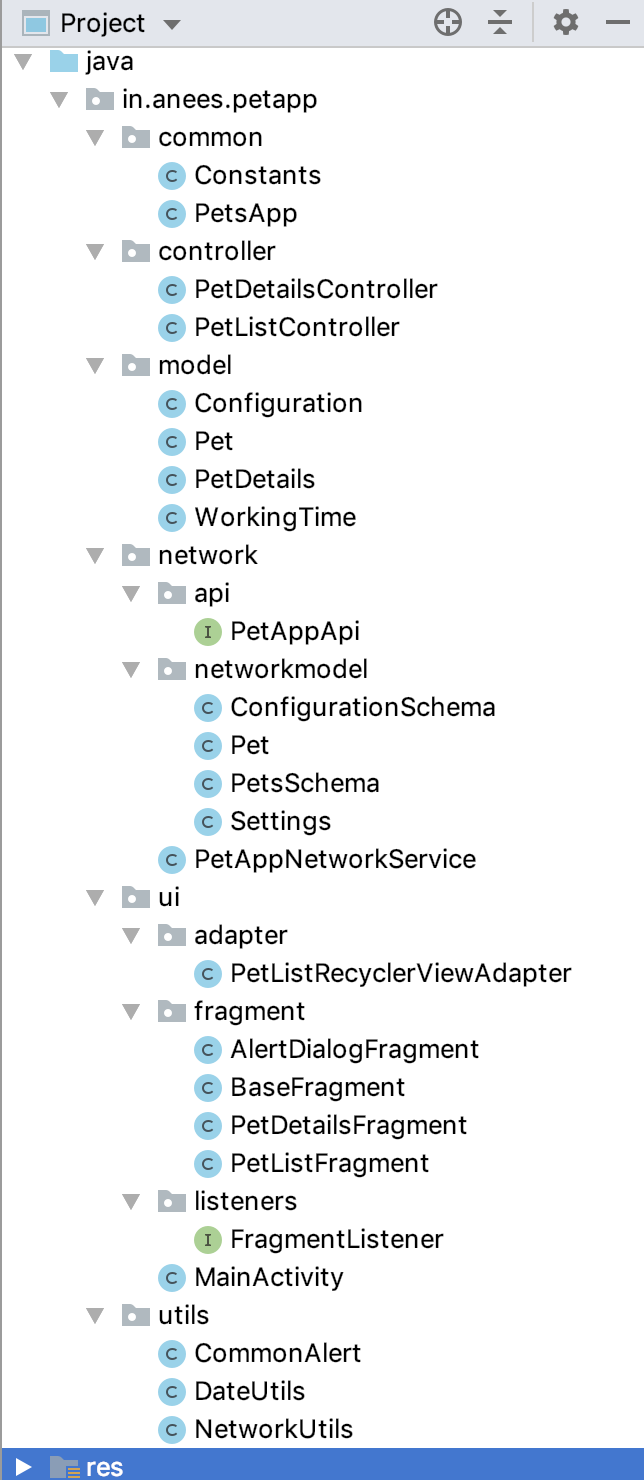 Project
java
in.anees.petapp
common
C Constants
C PetsApp
controller
C PetDetailsController
C PetListController
model
C Configuration
C Pet
C PetDetails
C WorkingTime
network
api
I PetAppApi
networkmodel
C ConfigurationSchema
C Pet
C PetsSchema
C Settings
C PetAppNetworkService
ui
adapter
C PetListRecyclerViewAdapter
fragment
C AlertDialogFragment
C BaseFragment
C PetDetailsFragment
C PetListFragment
listeners
I FragmentListener
C MainActivity
utils
C CommonAlert
C DateUtils
C NetworkUtils
res